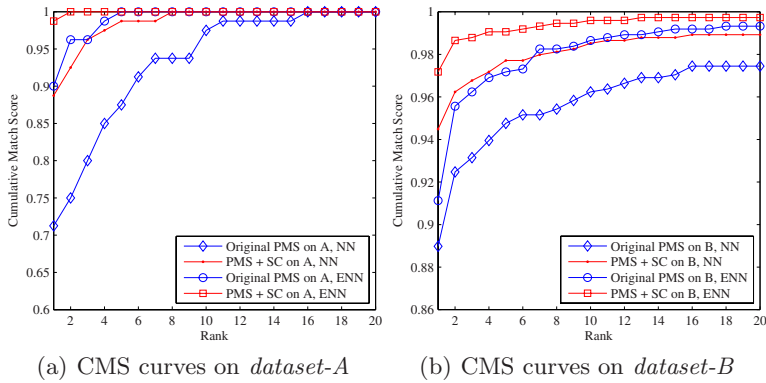 1
0.95
0.9
0.85
0.8
0.75
0.7
0.65
0.6
Cumulative Match Score
2 4 6 8 10 12 14 16 18 20
Rank
Original PMS on A, NN
PMS + SC on A, NN
Original PMS on A, ENN
PMS + SC on A, ENN
(a) CMS curves on dataset-A
1
0.98
0.96
0.94
0.92
0.9
0.88
0.86
Cumulative Match Score
2 4 6 8 10 12 14 16 18 20
Rank
Original PMS on B, NN
PMS + SC on B, NN
Original PMS on B, ENN
PMS + SC on B, ENN
(b) CMS curves on dataset-B